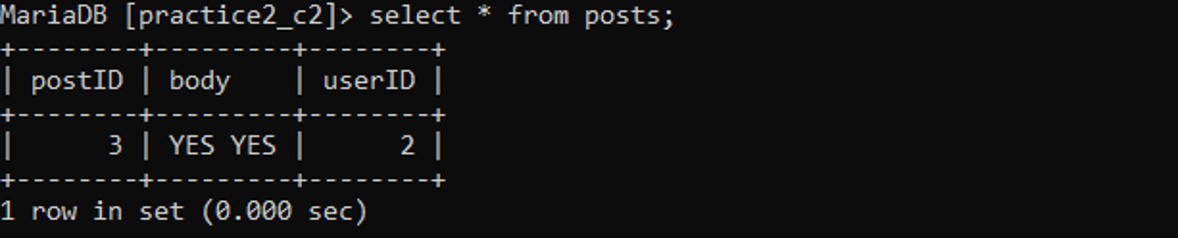 MariaDB [practice2_c2]> select * from posts;
+--------+---------+--------+
| postID | body    | userID |
+--------+---------+--------+
|      3 | YES YES |      2 |
+--------+---------+--------+
1 row in set (0.000 sec)